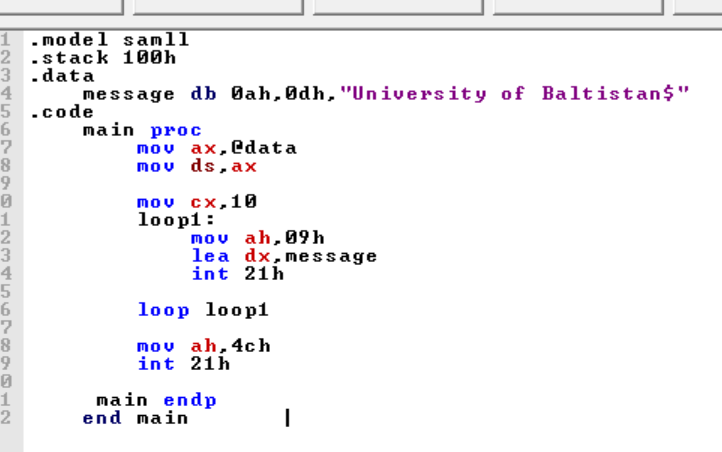 1 .model samll
2 .stack 100h
3 .data
4 message db 0ah,0dh,"University of Baltistan$"
5 .code
6 main proc
7 mov ax,@data
8 mov ds,ax
9
0 mov cx,10
1 loop1:
2 mov ah,09h
3 lea dx,message
4 int 21h
5
6 loop loop1
7
8 mov ah,4ch
9 int 21h
0
1 main endp
2 end main